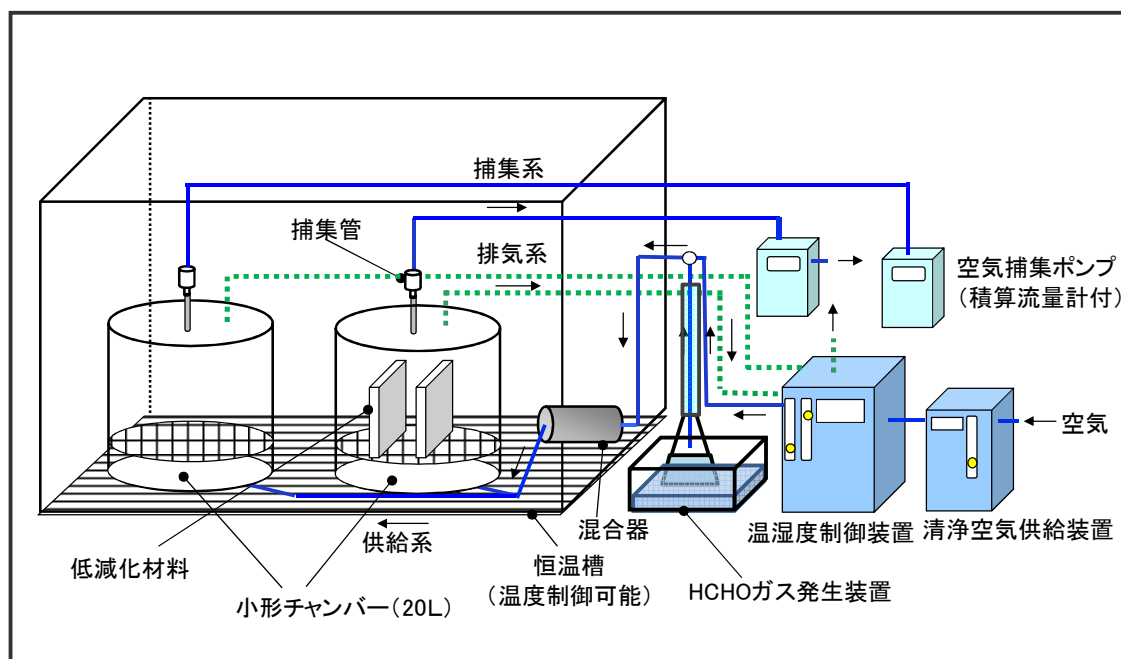 捕集系
捕集管
排気系
空気捕集ポンプ
（積算流量計付）
空気
混合器
供給系
恒温槽
（温度制御可能）
低減化材料
小形チャンバー（20L）
温湿度制御装置
清浄空気供給装置
HCHOガス発生装置